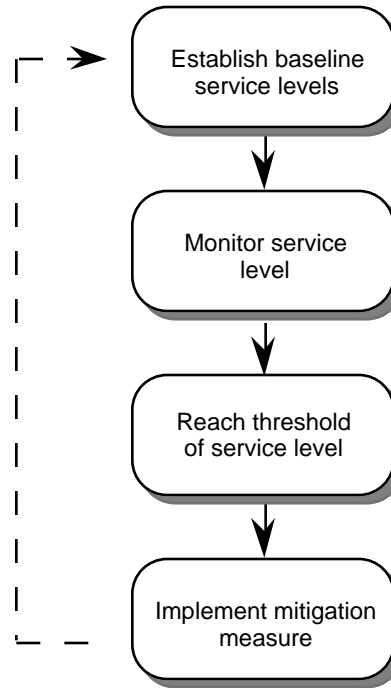 Establish baseline
service levels
Monitor service
level
Reach threshold
of service level
Implement mitigation
measure